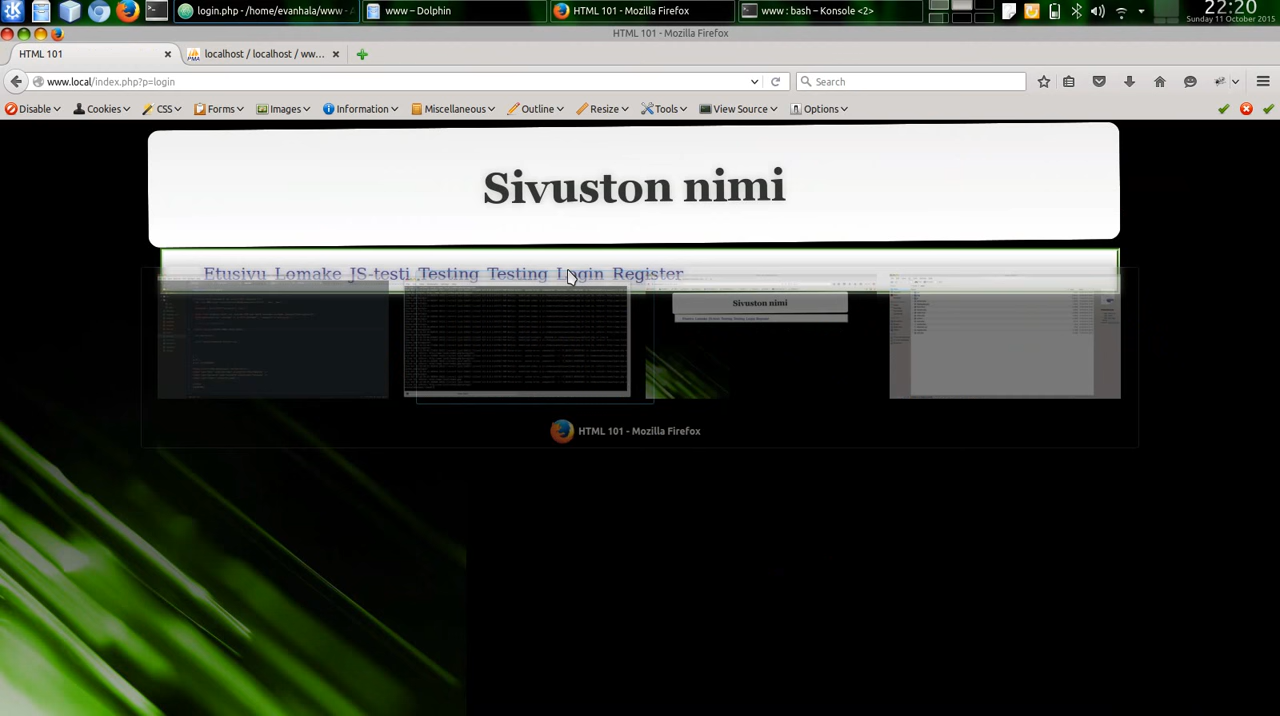 login.php - /home/evanhala/www - A
www – Dolphin
HTML 101 - Mozilla Firefox
www : bash – Konsole <2>
22:20
Sunday 11 October 2015
HTML 101 - Mozilla Firefox
HTML 101
localhost / localhost / ww...
www.local/index.php?p=login
Search
Disable
Cookies
CSS
Forms
Images
Information
Miscellaneous
Outline
Resize
Tools
View Source
Options
Sivuston nimi
Etusivu Lomake JS-testi Testing Testing Login Register
Sivuston nimi
HTML 101 - Mozilla Firefox